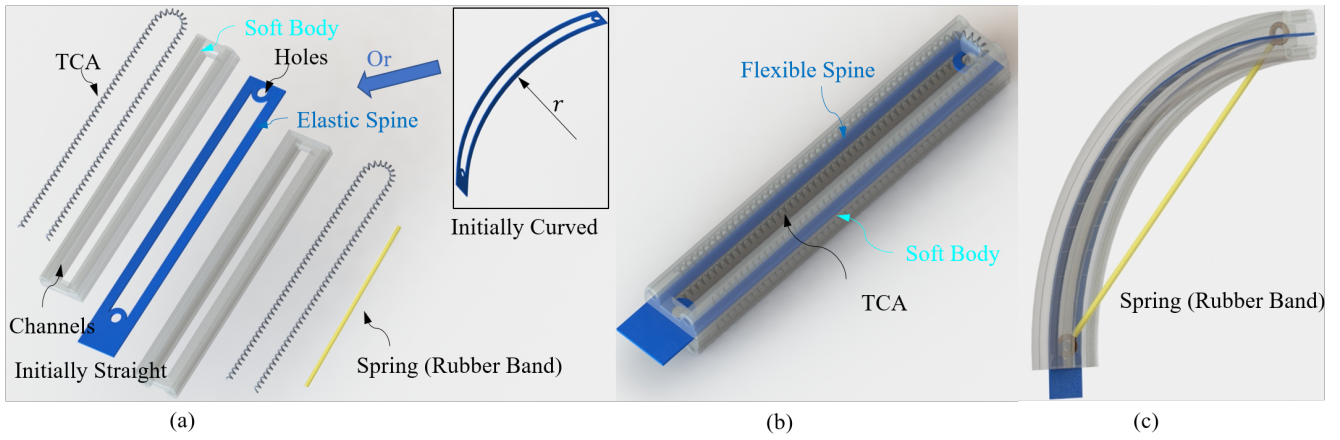 TCA
Soft Body
Holes
Elastic Spine
Channels
Initially Straight
Spring (Rubber Band)
Or
r
Initially Curved
(a)
Flexible Spine
Soft Body
TCA
(b)
Spring (Rubber Band)
(c)